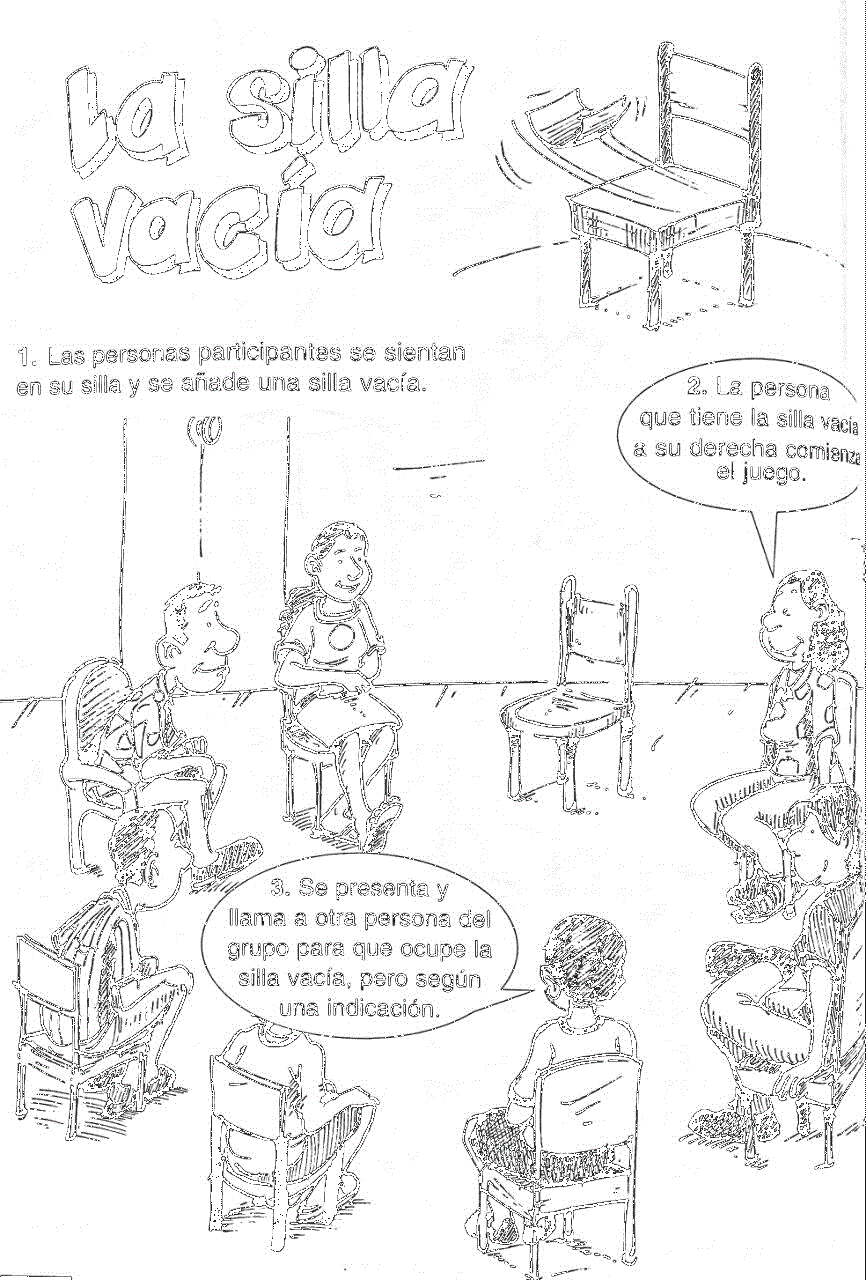 La silla
vacía
1. Las personas participantes se sientan
en su silla y se añade una silla vacía.
2. La persona
que tiene la silla vacía
a su derecha comienza
el juego.
3. Se presenta y
llama a otra persona del
grupo para que ocupe la
silla vacía, pero según
una indicación.